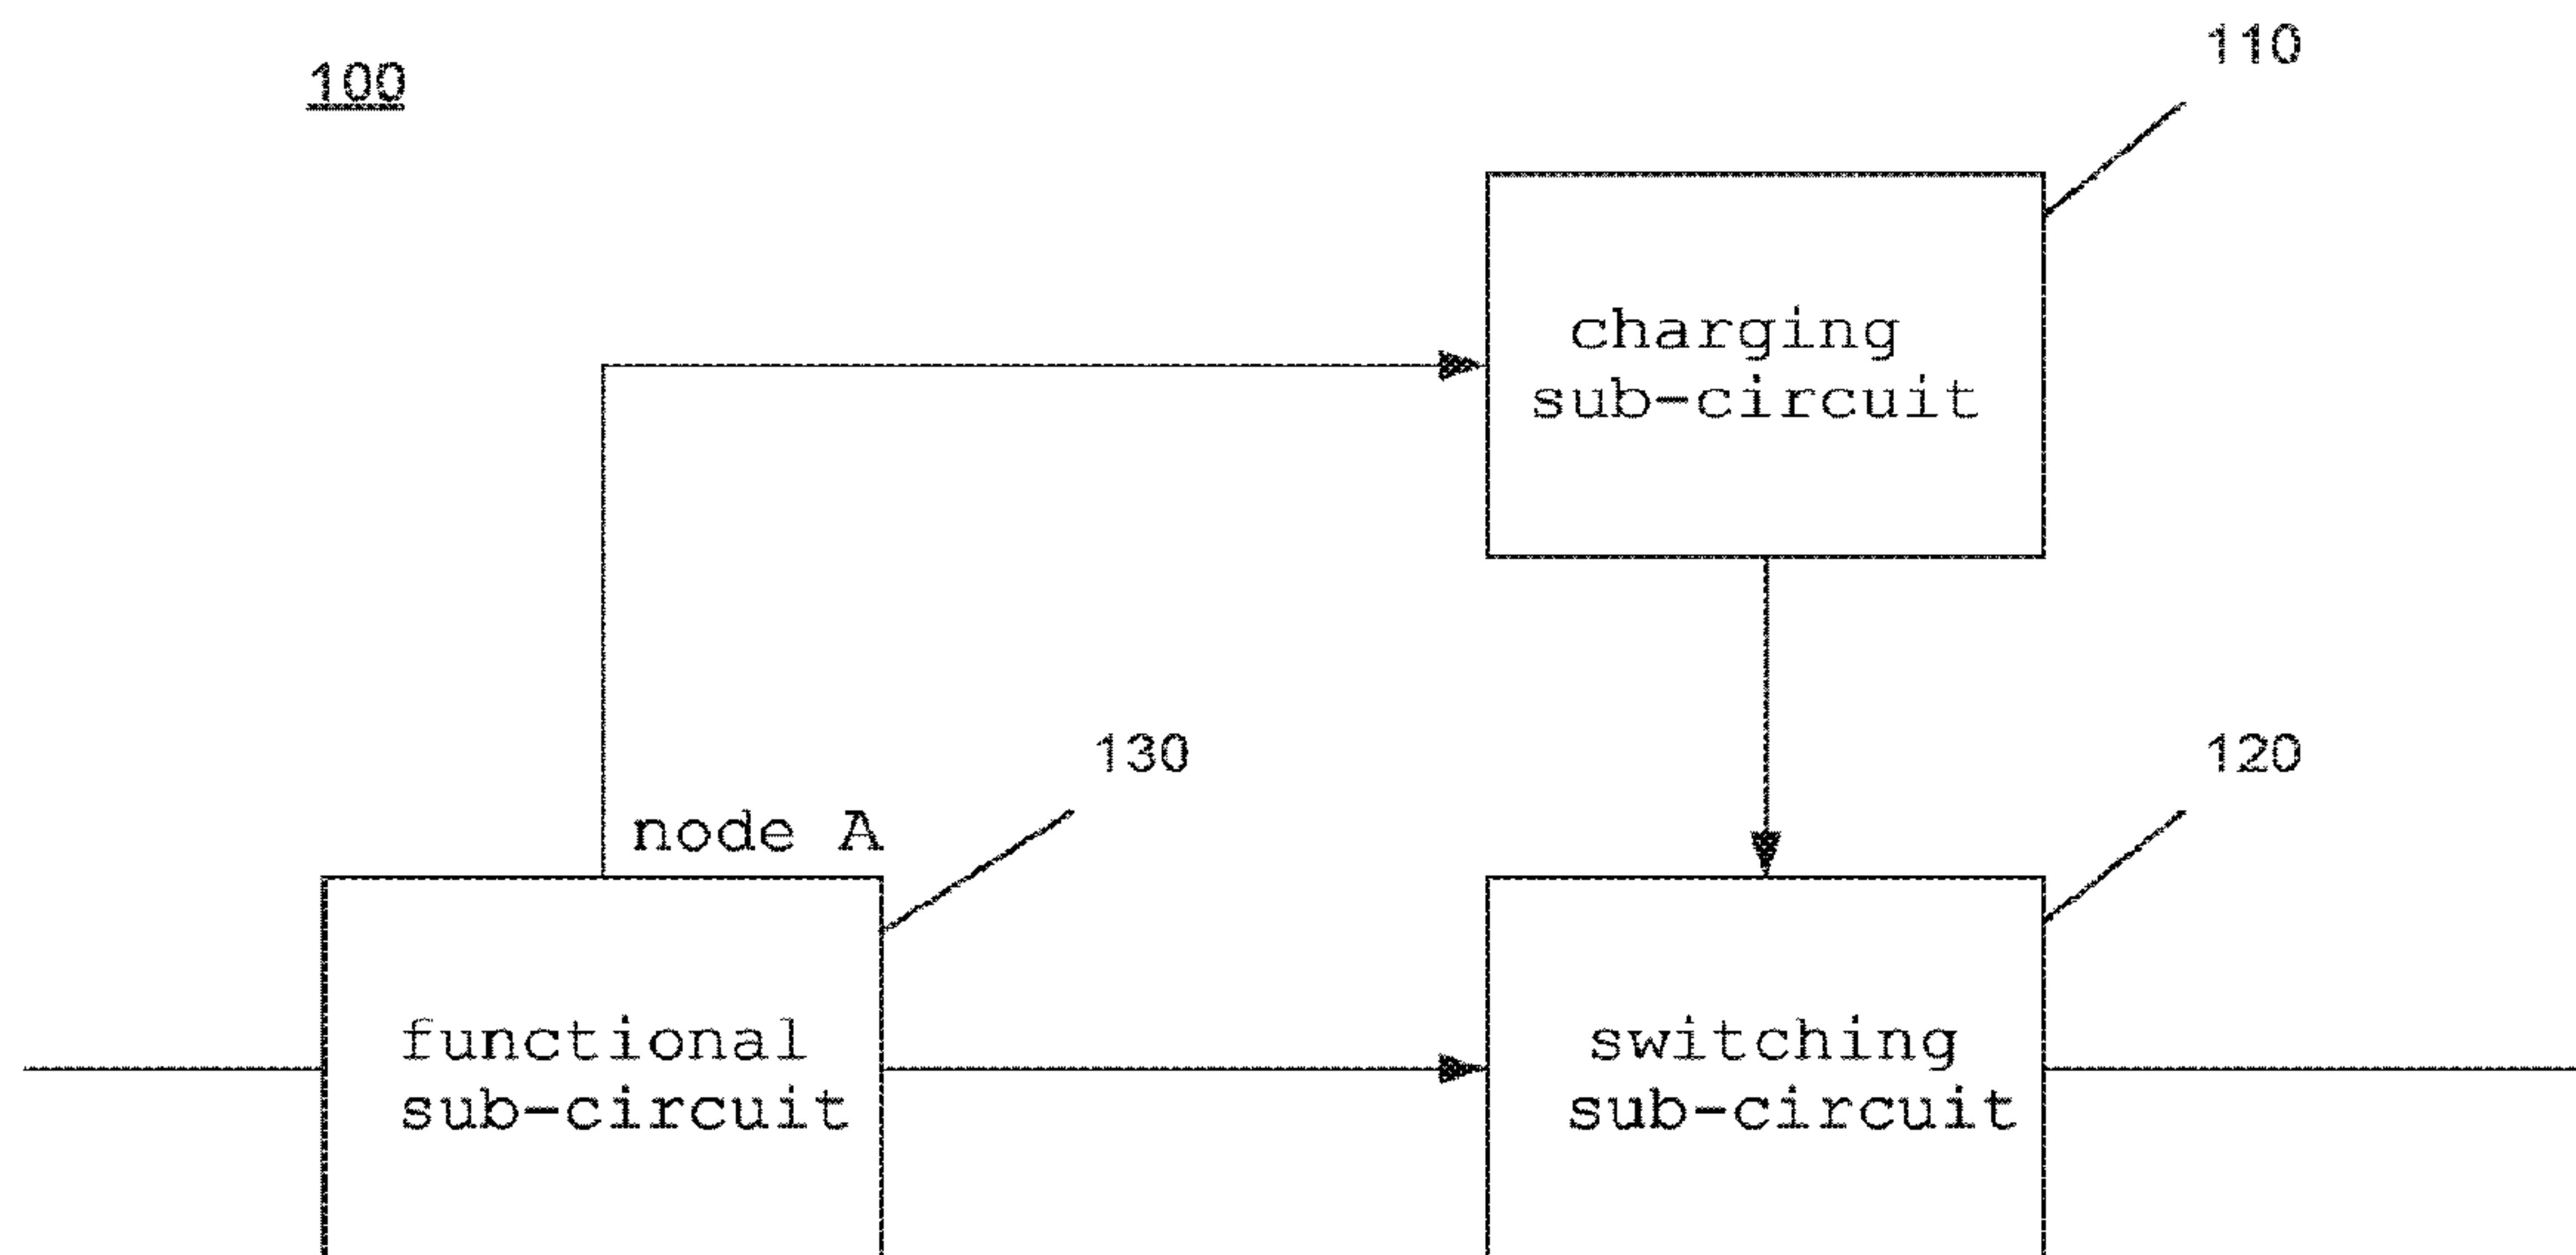 100
110
charging
sub-circuit
130
120
node A
functional
sub-circuit
switching
sub-circuit